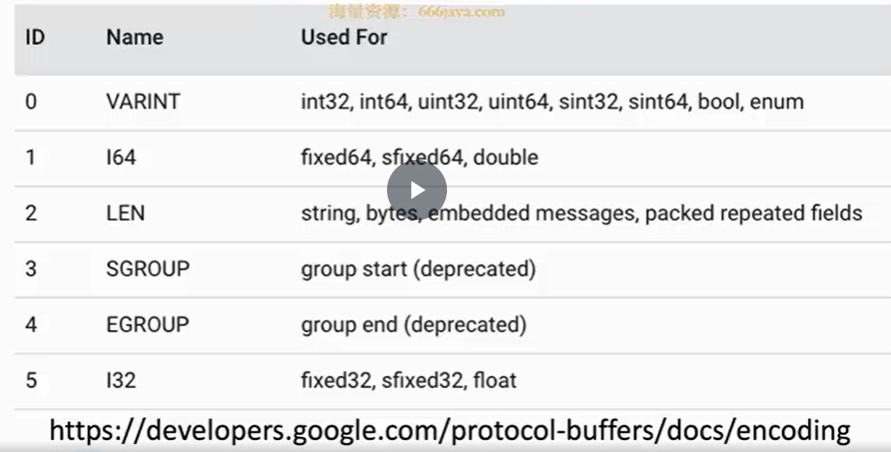 海量资源：666java.com
ID Name Used For
0 VARINT int32, int64, uint32, uint64, sint32, sint64, bool, enum
1 I64 fixed64, sfixed64, double
2 LEN string, bytes, embedded messages, packed repeated fields
3 SGROUP group start (deprecated)
4 EGROUP group end (deprecated)
5 I32 fixed32, sfixed32, float
https://developers.google.com/protocol-buffers/docs/encoding